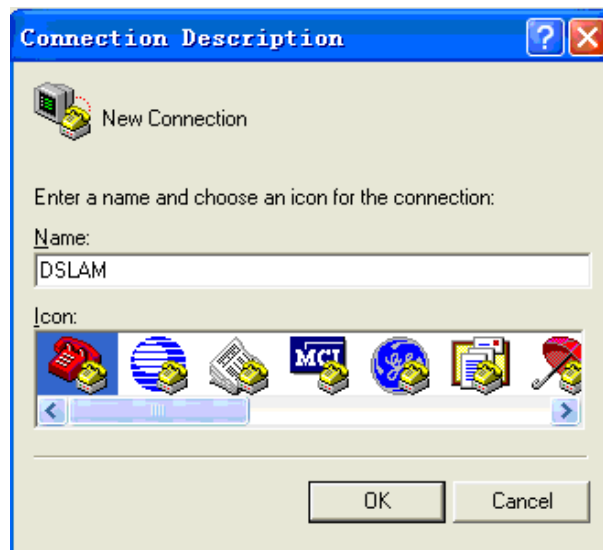 Connection Description
New Connection
Enter a name and choose an icon for the connection:
Name:
DSLAM
Icon:
MCI
OK
Cancel